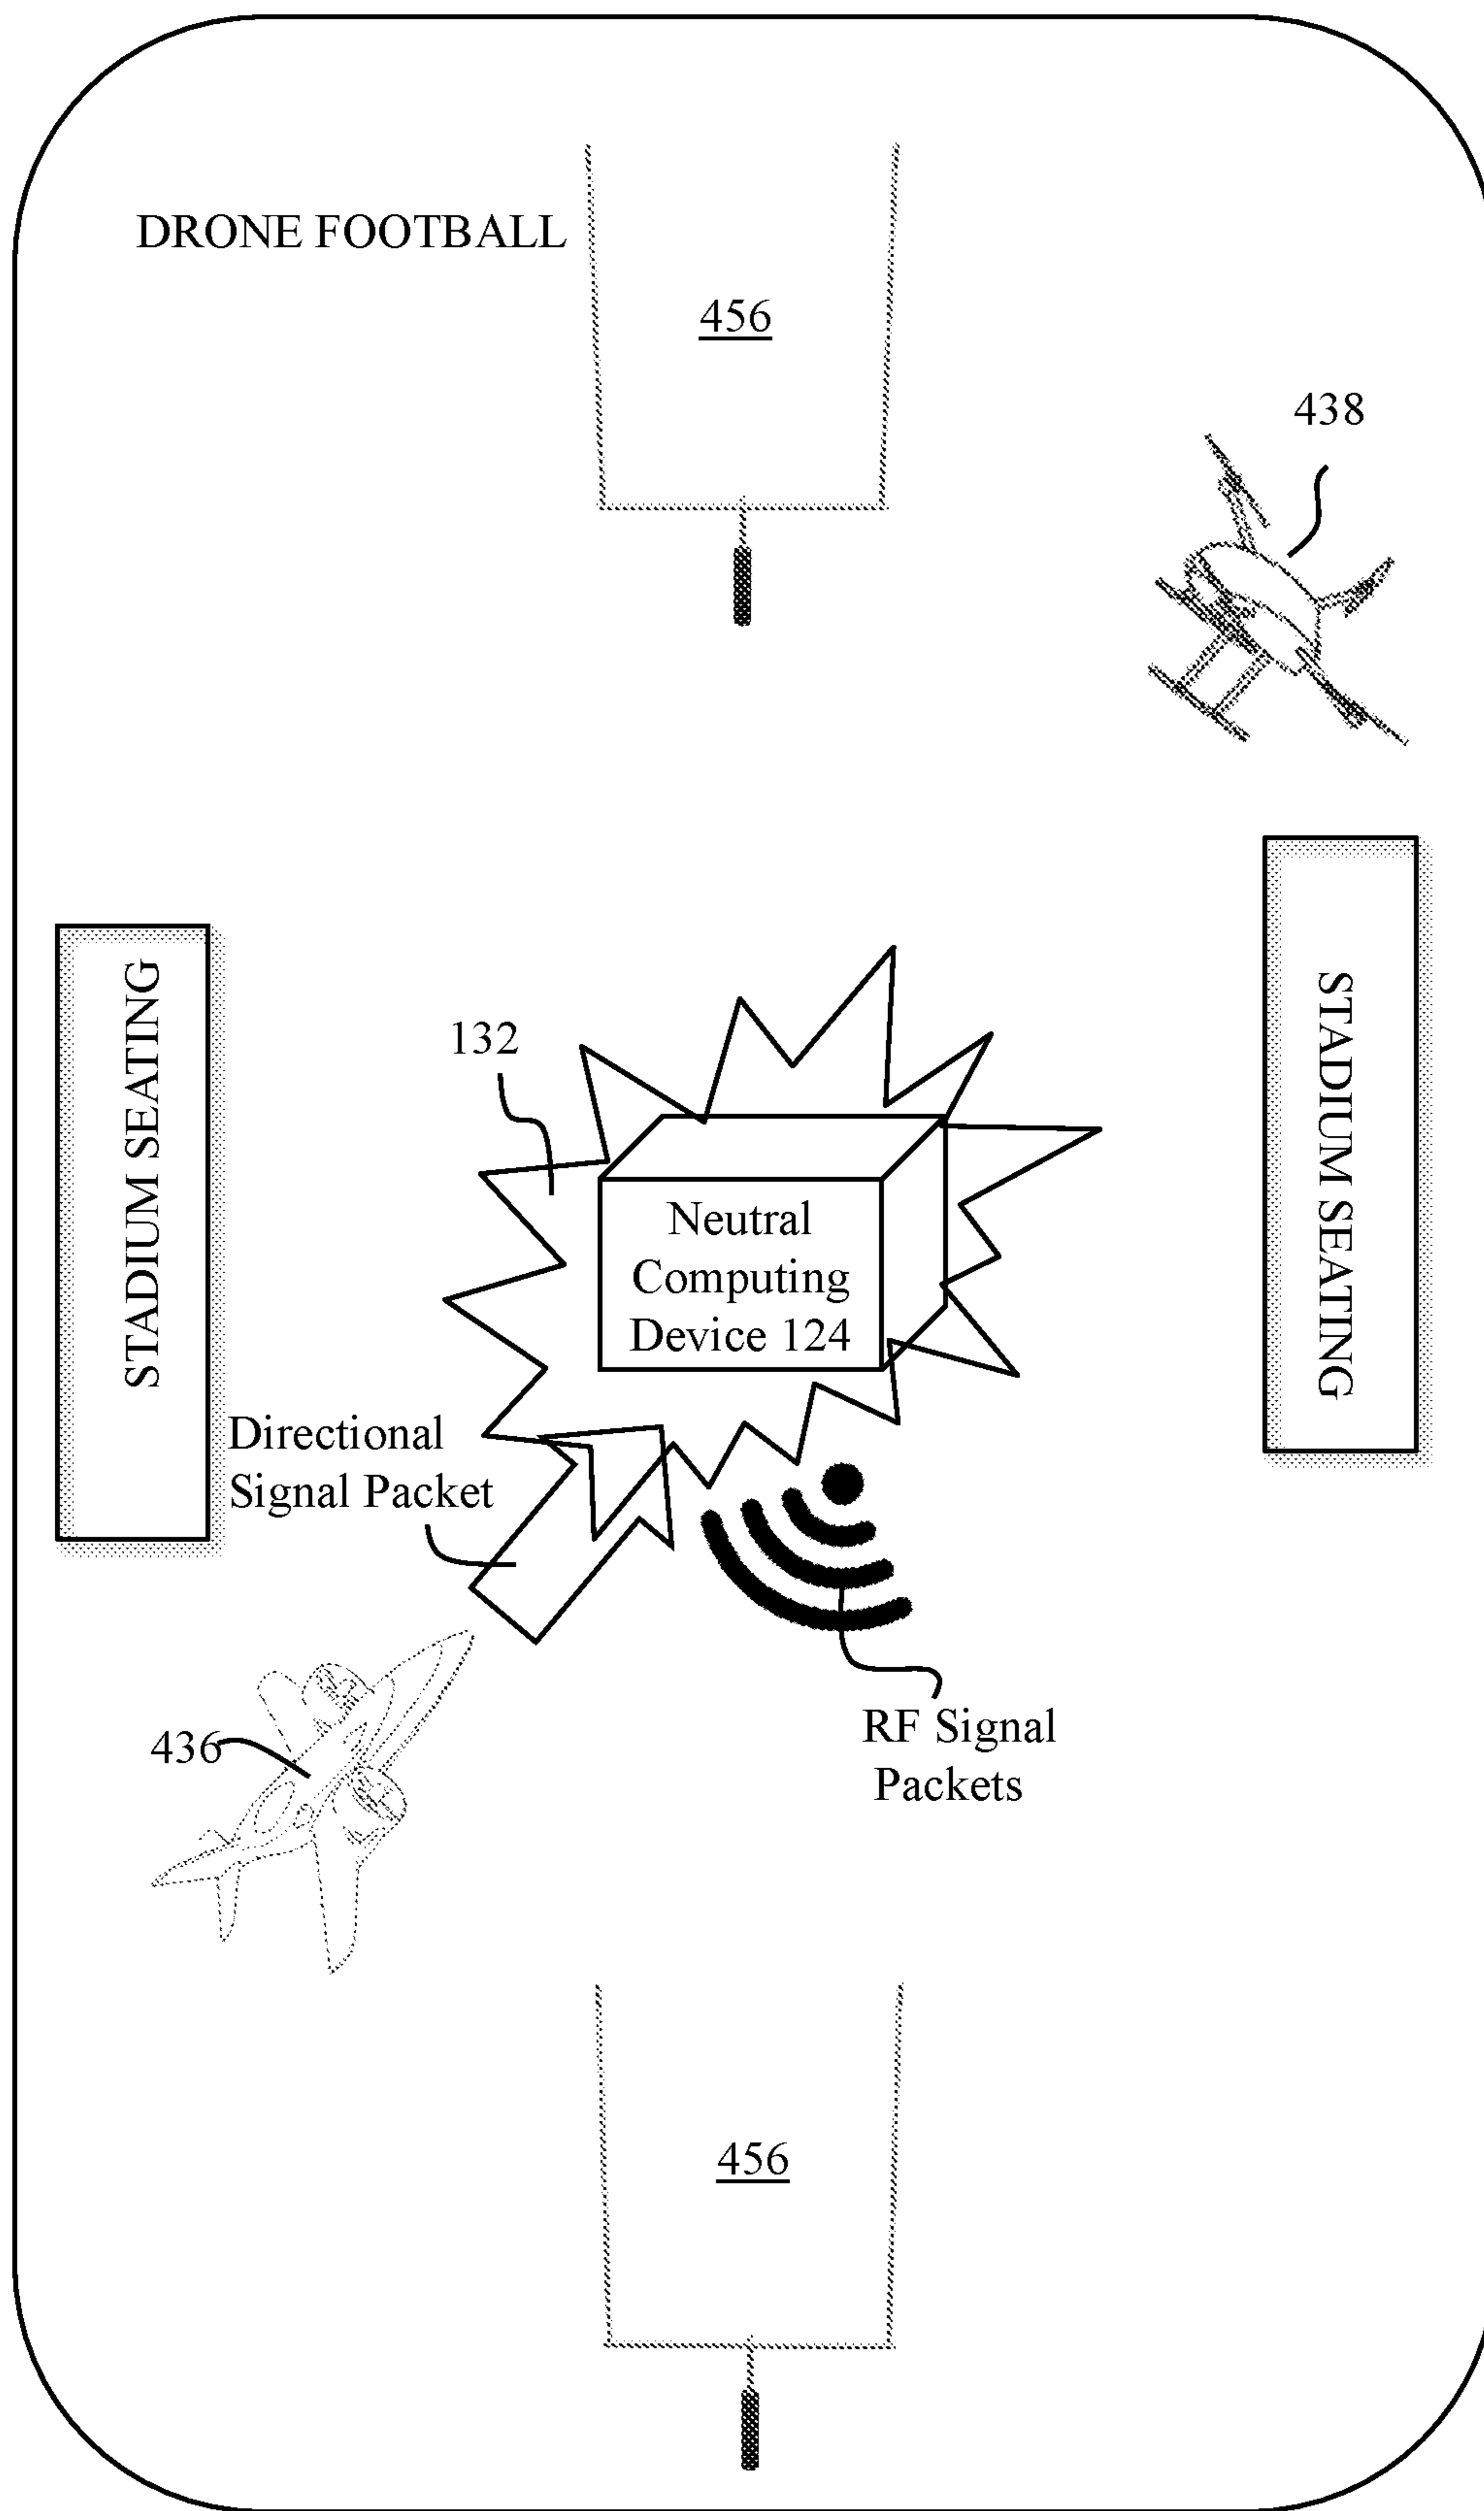 DRONE FOOTBALL
456
438
STADIUM SEATING
STADIUM SEATING
132
Neutral
Computing
Device 124
Directional
Signal Packet
RF Signal
Packets
436
456